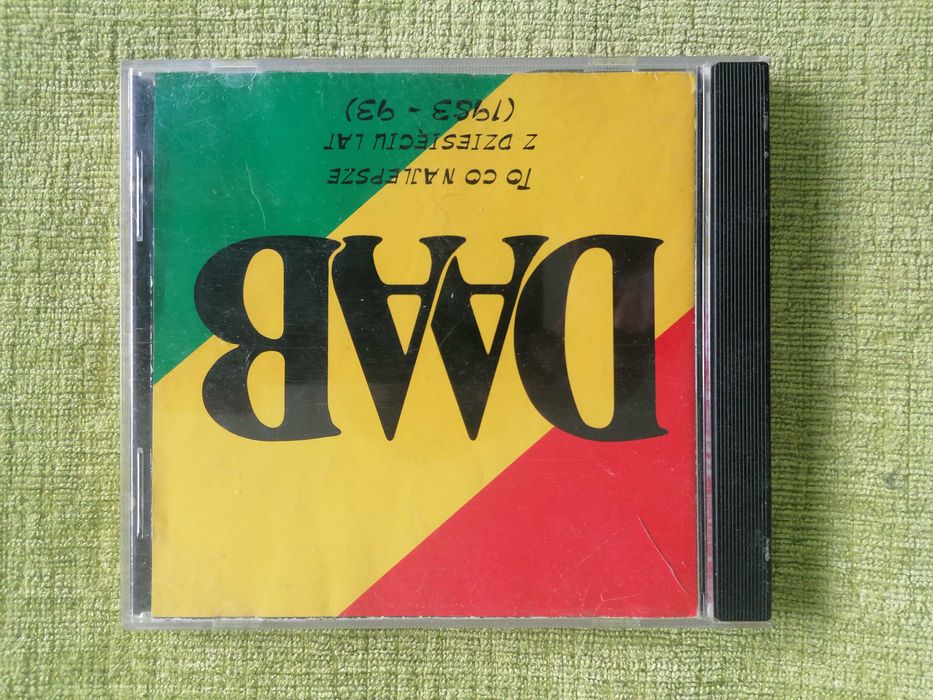 DAAB
To co najlepsze
z dziesięciu lat
(1983 - 93)